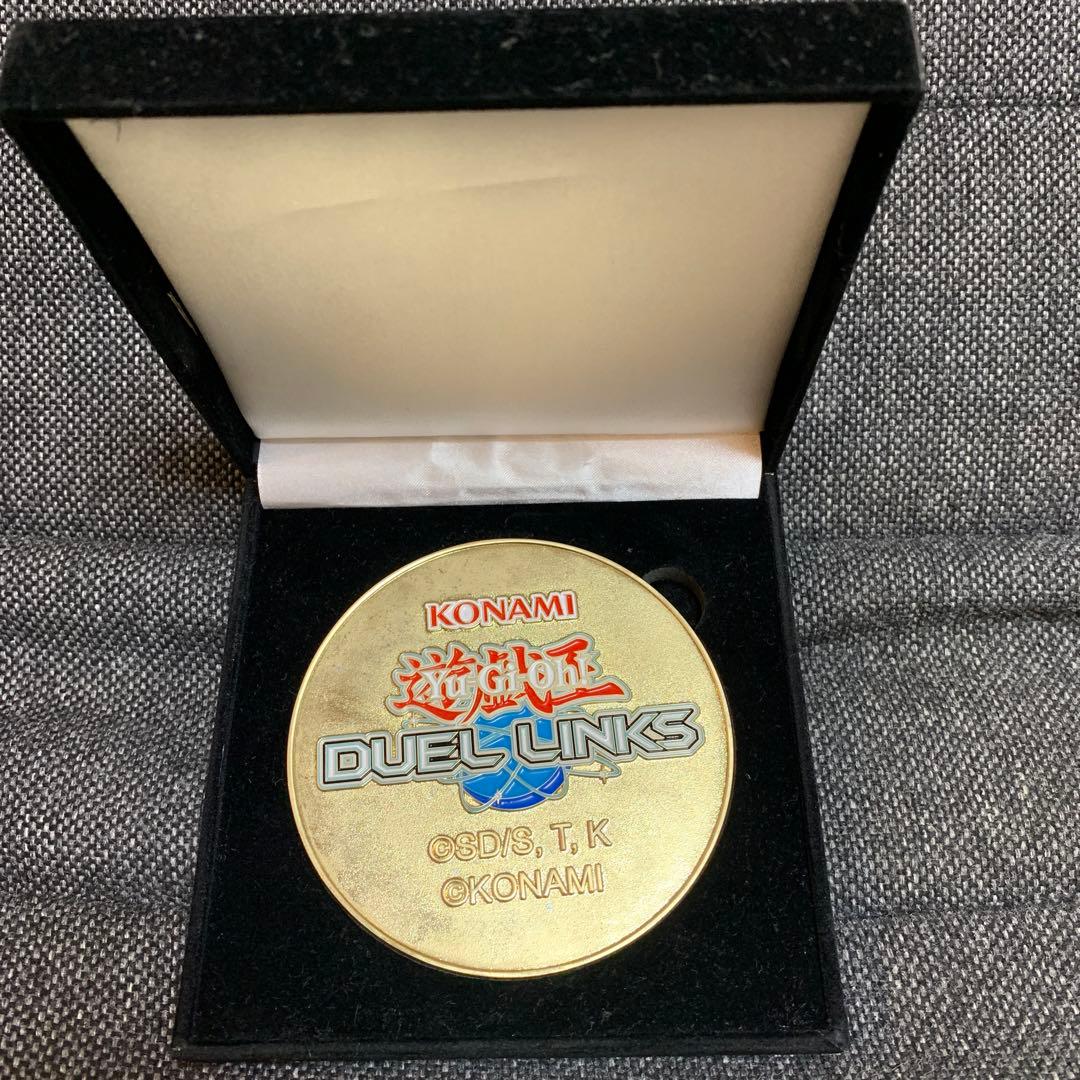 KONAMI
遊戯王
Yu-Gi-Oh!
DUEL LINKS
©SD/S, T, K
©KONAMI